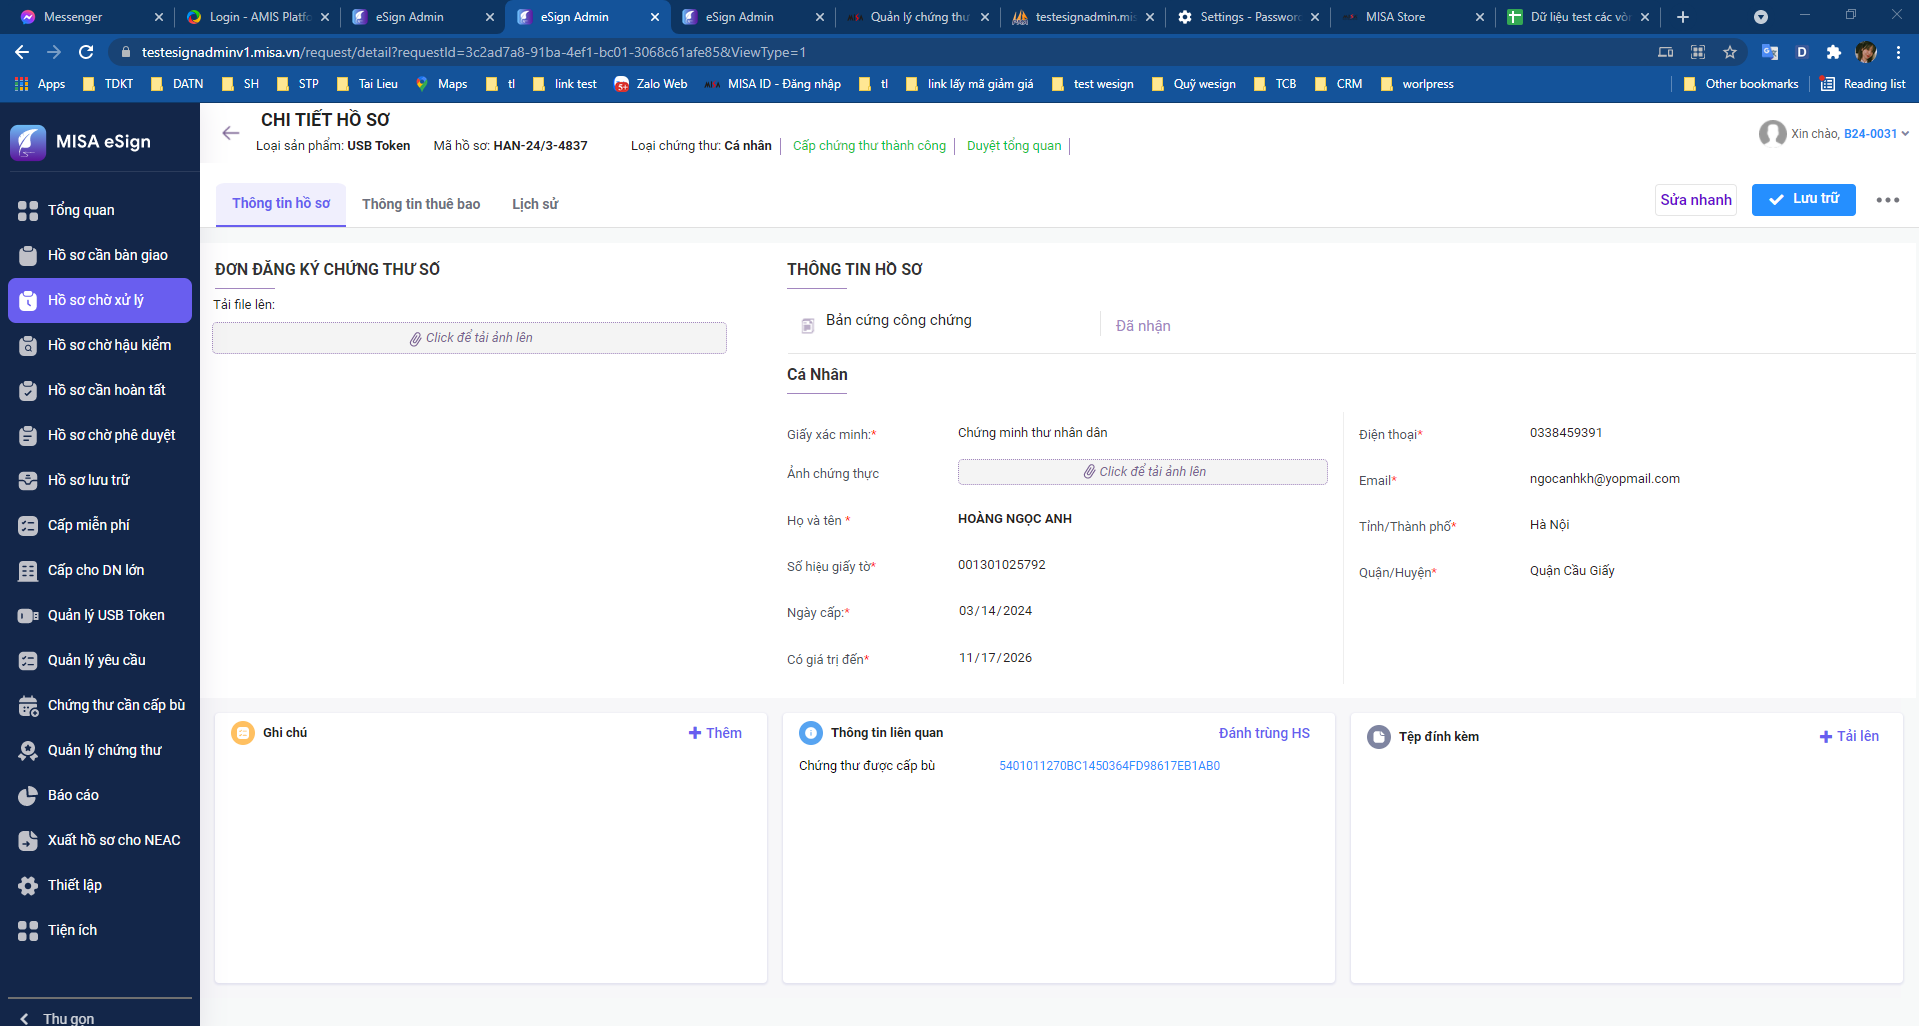 Messenger
Login - AMIS Platfo
eSign Admin
eSign Admin
eSign Admin
Quản lý chứng thư
testesignadmin.mis
Settings - Password
MISA Store
Dữ liệu test các vòn
testesignadminv1.misa.vn/request/detail?requestId=3c2ad7a8-91ba-4ef1-bc01-3068c61afe85&ViewType=1
Apps
TDKT
DATN
SH
STP
Tai Lieu
Maps
tl
link test
Zalo Web
MISA ID - Đăng nhập
tl
link lấy mã giảm giá
test wesign
Quỹ wesign
TCB
CRM
worlpress
Other bookmarks
Reading list
MISA eSign
Tổng quan
Hồ sơ cần bàn giao
Hồ sơ chờ xử lý
Hồ sơ chờ hậu kiểm
Hồ sơ cần hoàn tất
Hồ sơ chờ phê duyệt
Hồ sơ lưu trữ
Cấp miễn phí
Cấp cho DN lớn
Quản lý USB Token
Quản lý yêu cầu
Chứng thư cần cấp bù
Quản lý chứng thư
Báo cáo
Xuất hồ sơ cho NEAC
Thiết lập
Tiện ích
Thu gọn
CHI TIẾT HỒ SƠ
Loại sản phẩm: USB Token
Mã hồ sơ: HAN-24/3-4837
Loại chứng thư: Cá nhân
Cấp chứng thư thành công
Duyệt tổng quan
Xin chào, B24-0031
Thông tin hồ sơ
Thông tin thuê bao
Lịch sử
Sửa nhanh
Lưu trữ
ĐƠN ĐĂNG KÝ CHỨNG THƯ SỐ
Tải file lên:
Click để tải ảnh lên
THÔNG TIN HỒ SƠ
Bản cứng công chứng
Đã nhận
Cá Nhân
Giấy xác minh:*
Chứng minh thư nhân dân
Ảnh chứng thực
Click để tải ảnh lên
Họ và tên *
HOÀNG NGỌC ANH
Số hiệu giấy tờ*
001301025792
Ngày cấp:*
03/14/2024
Có giá trị đến*
11/17/2026
Điện thoại*
0338459391
Email*
ngocanhkh@yopmail.com
Tỉnh/Thành phố*
Hà Nội
Quận/Huyện*
Quận Cầu Giấy
Ghi chú
Thêm
Thông tin liên quan
Đánh trùng HS
Chứng thư được cấp bù
5401011270BC1450364FD98617EB1AB0
Tệp đính kèm
Tải lên